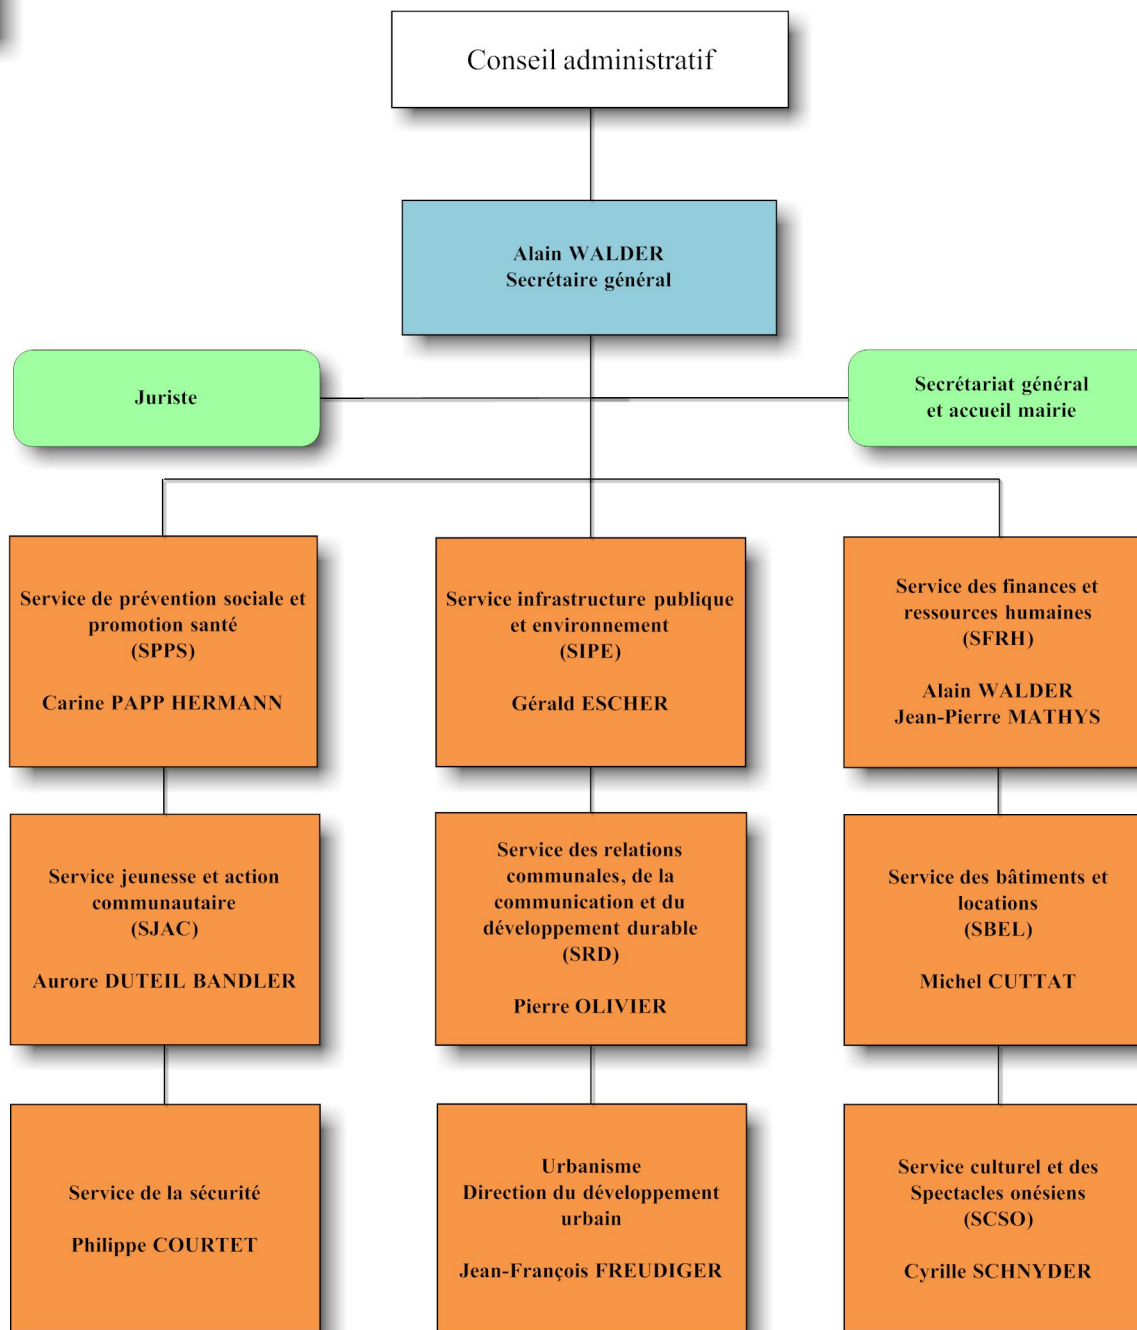 Conseil administratif
Alain WALDER
Secrétaire général
Juriste
Secrétariat général
et accueil mairie
Service de prévention sociale et
promotion santé
(SPPS)
Carine PAPP HERMANN
Service infrastructure publique
et environnement
(SIPE)
Gérald ESCHER
Service des finances et
ressources humaines
(SFRH)
Alain WALDER
Jean-Pierre MATHYS
Service jeunesse et action
communautaire
(SJAC)
Aurore DUTEIL BANDLER
Service des relations
communales, de la
communication et du
développement durable
(SRD)
Pierre OLIVIER
Service des bâtiments et
locations
(SBEL)
Michel CUTTAT
Service de la sécurité
Philippe COURTET
Urbanisme
Direction du développement
urbain
Jean-François FREUDIGER
Service culturel et des
Spectacles onésiens
(SCSO)
Cyrille SCHNYDER